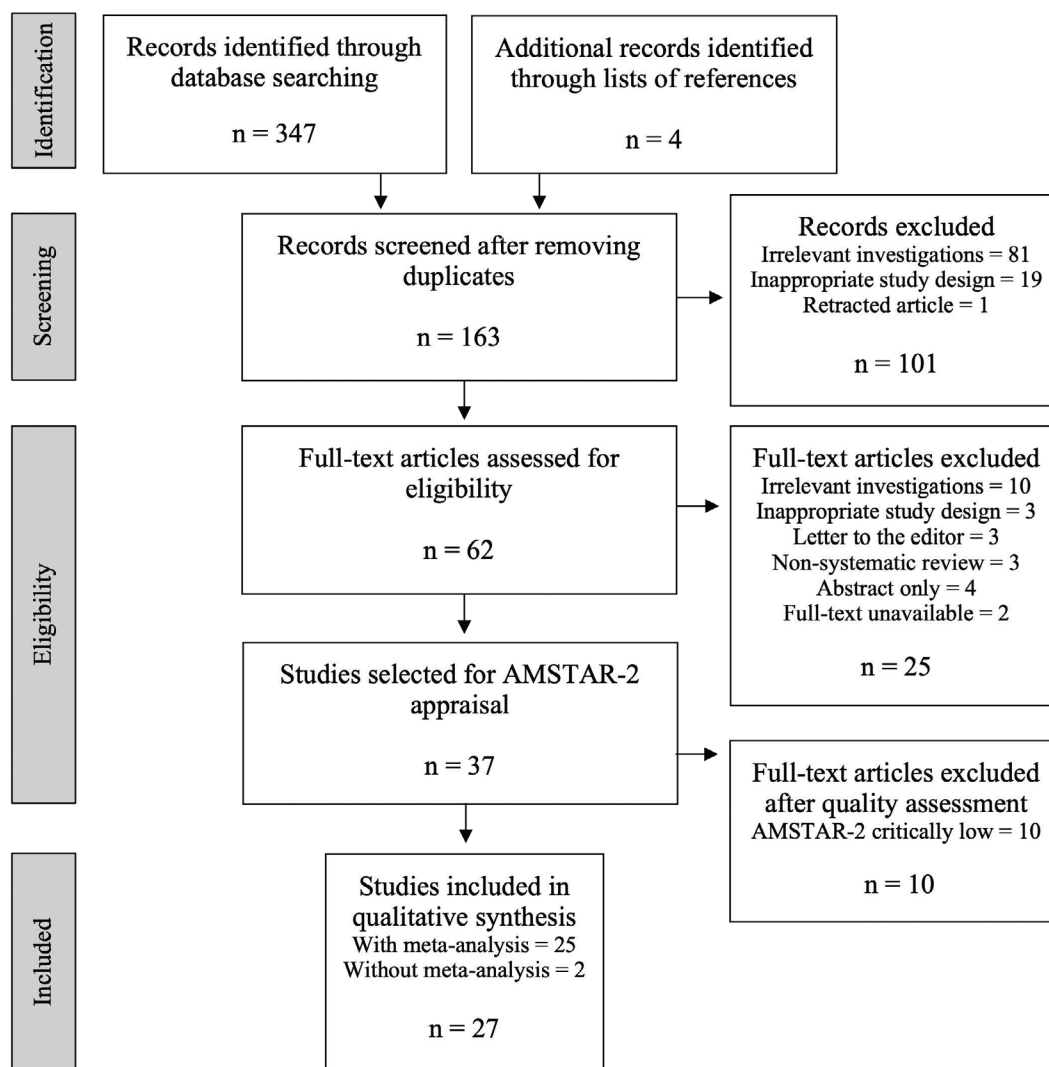 Identification
Records identified through
database searching
n = 347
Additional records identified
through lists of references
n = 4
Screening
Records screened after removing
duplicates
n = 163
Records excluded
Irrelevant investigations = 81
Inappropriate study design = 19
Retracted article = 1
n = 101
Eligibility
Full-text articles assessed for
eligibility
n = 62
Full-text articles excluded
Irrelevant investigations = 10
Inappropriate study design = 3
Letter to the editor = 3
Non-systematic review = 3
Abstract only = 4
Full-text unavailable = 2
n = 25
Studies selected for AMSTAR-2
appraisal
n = 37
Full-text articles excluded
after quality assessment
AMSTAR-2 critically low = 10
n = 10
Included
Studies included in
qualitative synthesis
With meta-analysis = 25
Without meta-analysis = 2
n = 27